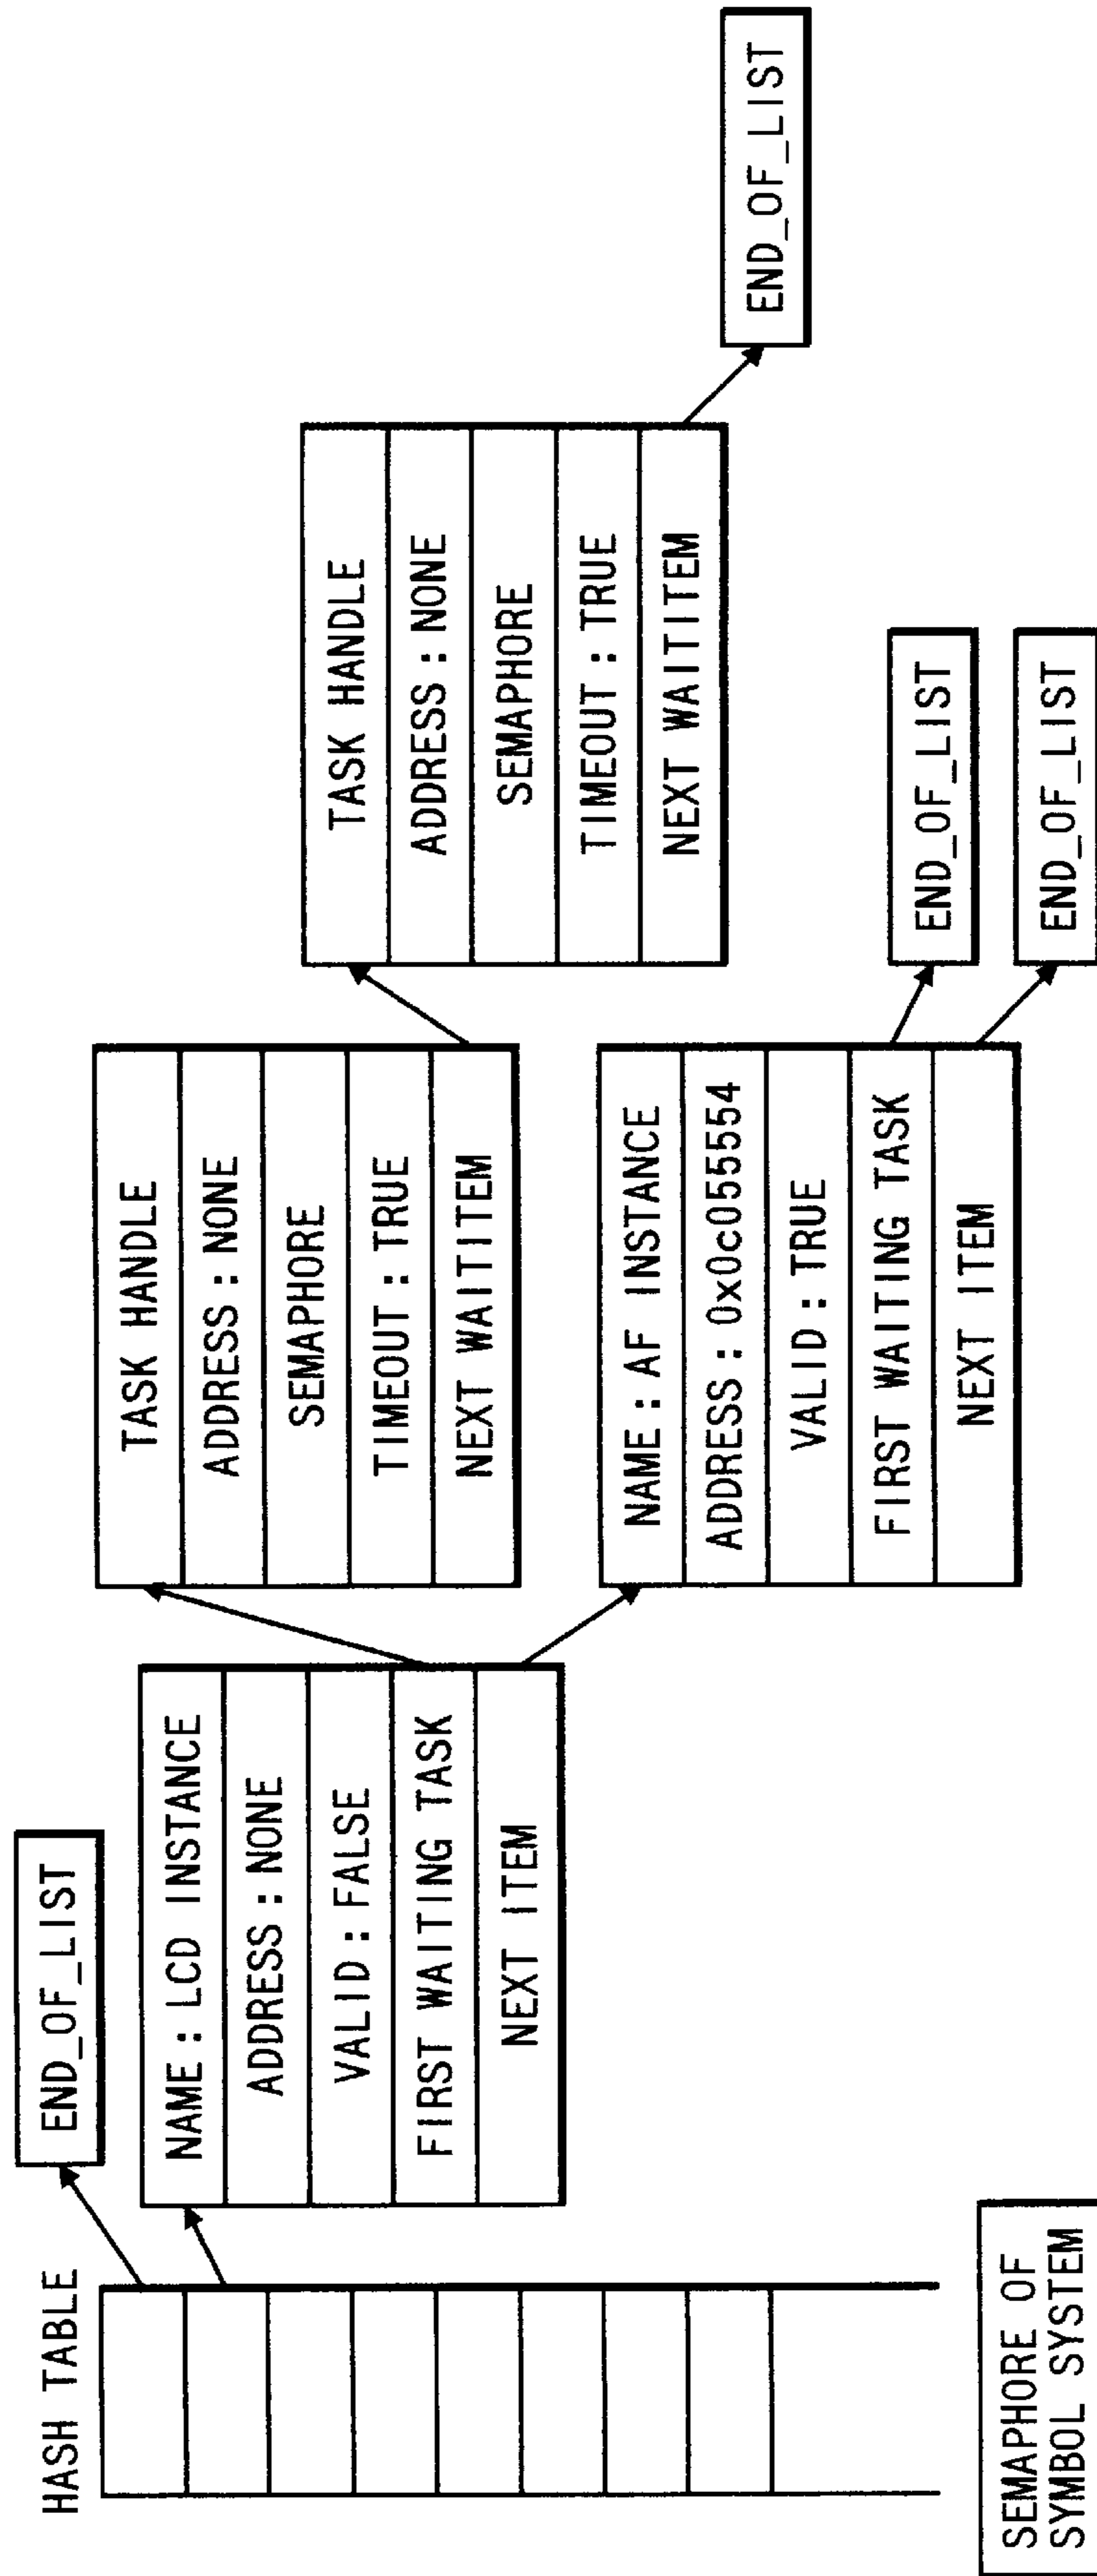 HASH TABLE
END_OF_LIST
NAME : LCD INSTANCE
ADDRESS : NONE
VALID : FALSE
FIRST WAITING TASK
NEXT ITEM
TASK HANDLE
ADDRESS : NONE
SEMAPHORE
TIMEOUT : TRUE
NEXT WAITITEM
TASK HANDLE
ADDRESS : NONE
SEMAPHORE
TIMEOUT : TRUE
NEXT WAITITEM
END_OF_LIST
NAME : AF INSTANCE
ADDRESS : 0x0c055554
VALID : TRUE
FIRST WAITING TASK
NEXT ITEM
END_OF_LIST
END_OF_LIST
SEMAPHORE OF
SYMBOL SYSTEM